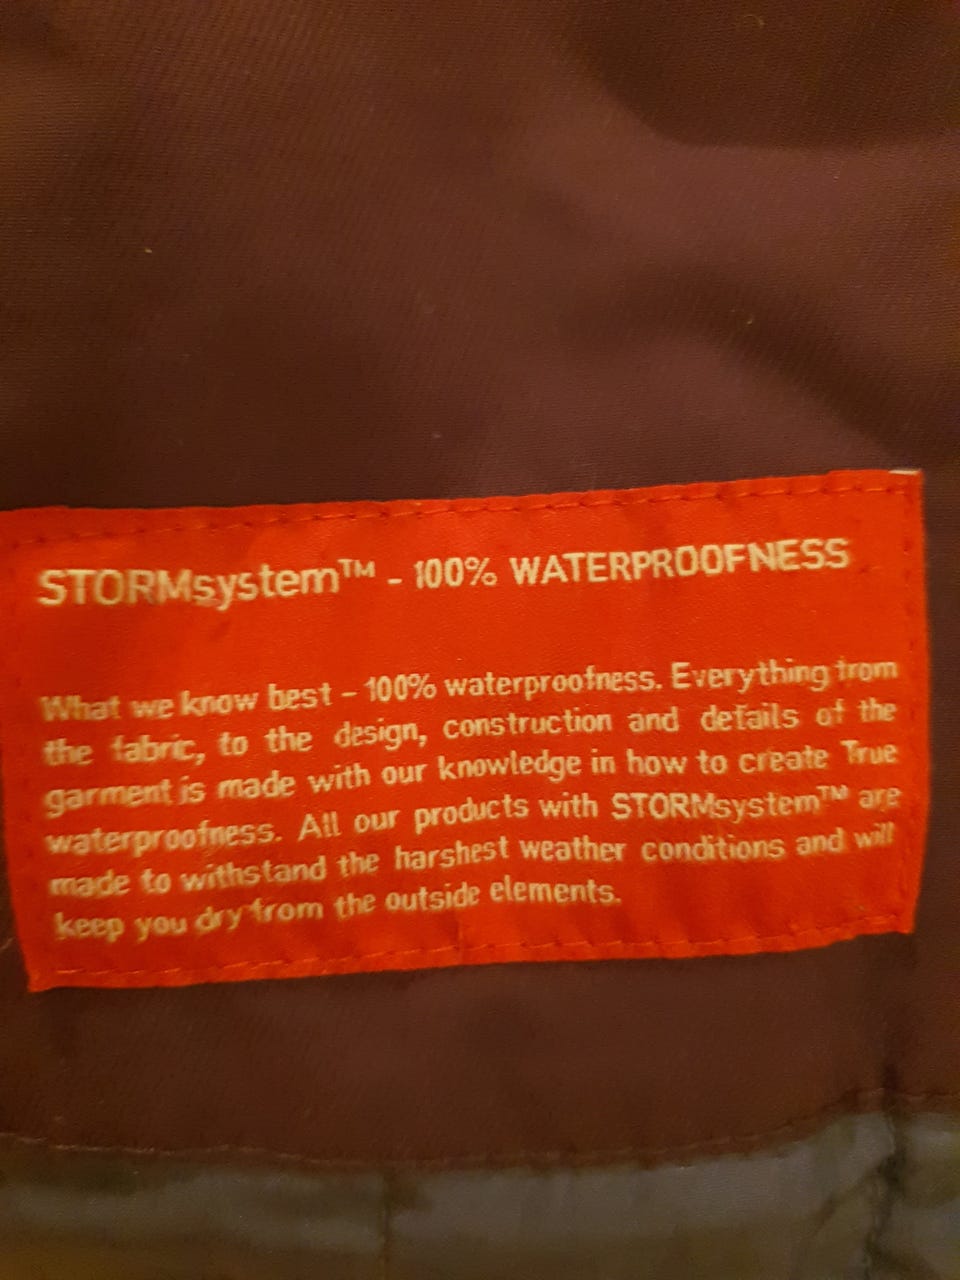 STORMsystem™ - 100% WATERPROOFNESS
What we know best - 100% waterproofness. Everything from
the fabric, to the design, construction and details of the
garment is made with our knowledge in how to create True
waterproofness. All our products with STORMsystem™ are
made to withstand the harshest weather conditions and will
keep you dry from the outside elements.